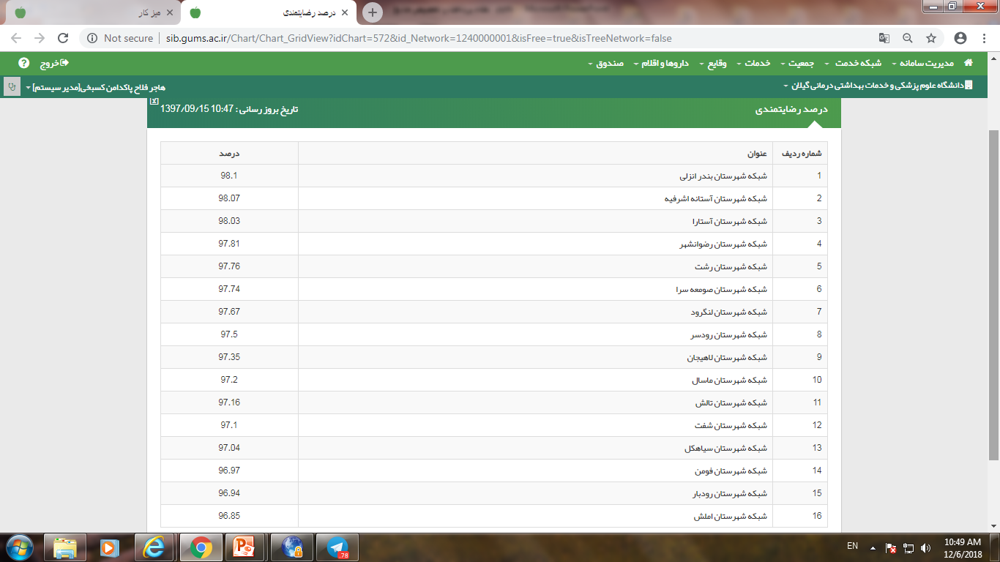 درصد رضایتمندی
میز کار
Not secure | sib.gums.ac.ir/Chart/Chart_GridView?idChart=572&id_Network=1240000001&isFree=true&isTreeNetwork=false
مدیریت سامانه شبکه خدمت جمعیت خدمات وقایع داروها و اقلام صندوق خروج
دانشگاه علوم پزشکی و خدمات بهداشتی درمانی گیلان هاجر فلاح پاکدامن کسبخی[مدیر سیستم]
درصد رضایتمندی تاریخ بروز رسانی : 10:47 1397/09/15
شماره ردیف عنوان درصد
1 شبکه شهرستان بندر انزلی 98.1
2 شبکه شهرستان آستانه اشرفیه 98.07
3 شبکه شهرستان آستارا 98.03
4 شبکه شهرستان رضوانشهر 97.81
5 شبکه شهرستان رشت 97.76
6 شبکه شهرستان صومعه سرا 97.74
7 شبکه شهرستان لنگرود 97.67
8 شبکه شهرستان رودسر 97.5
9 شبکه شهرستان لاهیجان 97.35
10 شبکه شهرستان ماسال 97.2
11 شبکه شهرستان تالش 97.16
12 شبکه شهرستان شفت 97.1
13 شبکه شهرستان سیاهکل 97.04
14 شبکه شهرستان فومن 96.97
15 شبکه شهرستان رودبار 96.94
16 شبکه شهرستان املش 96.85
EN 10:49 AM
.78 12/6/2018